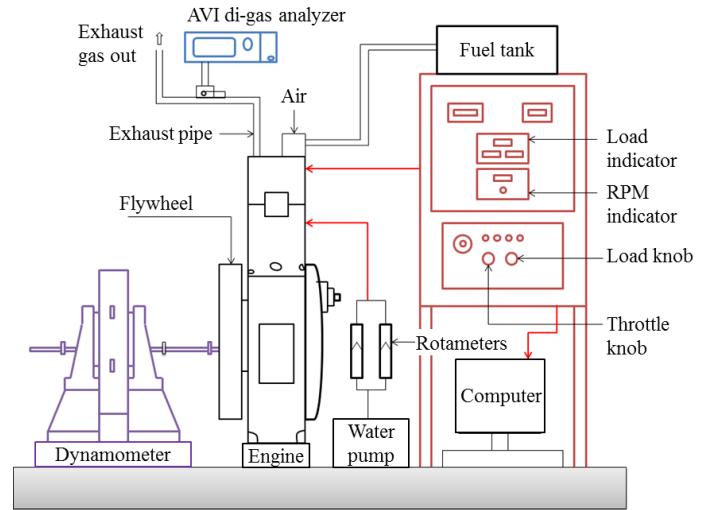 AVI di-gas analyzer
Exhaust
gas out
Fuel tank
Air
Exhaust pipe
Load
indicator
RPM
indicator
Flywheel
Load knob
Throttle
knob
Rotameters
Computer
Water
pump
Dynamometer
Engine